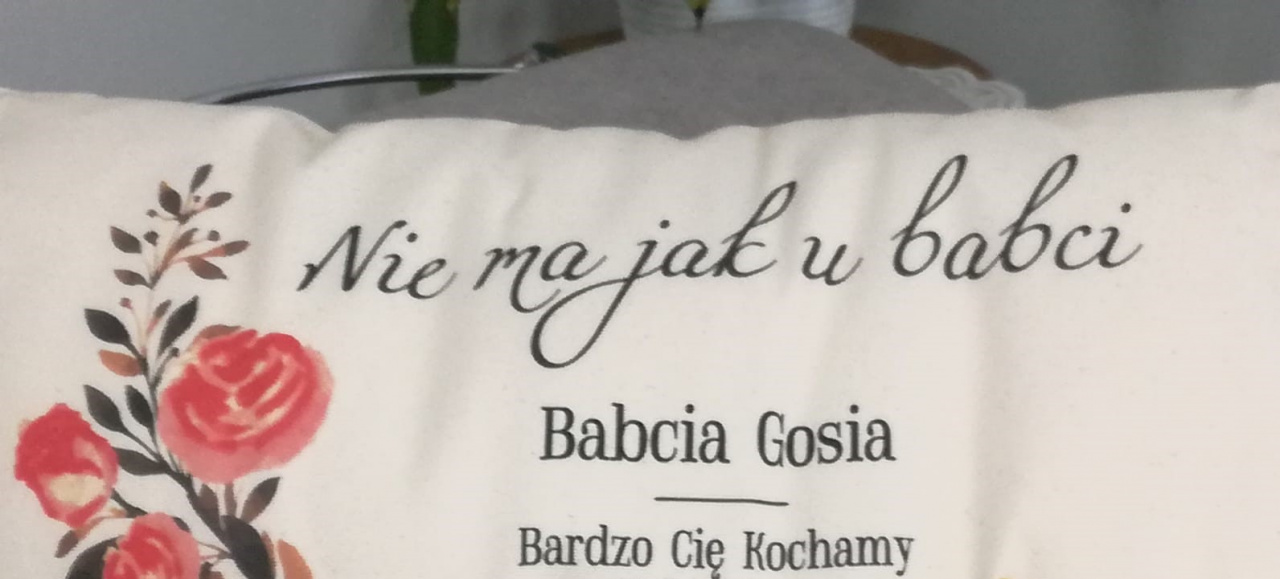 Nie ma jak u babci
Babcia Gosia
Bardzo Cię Kochamy